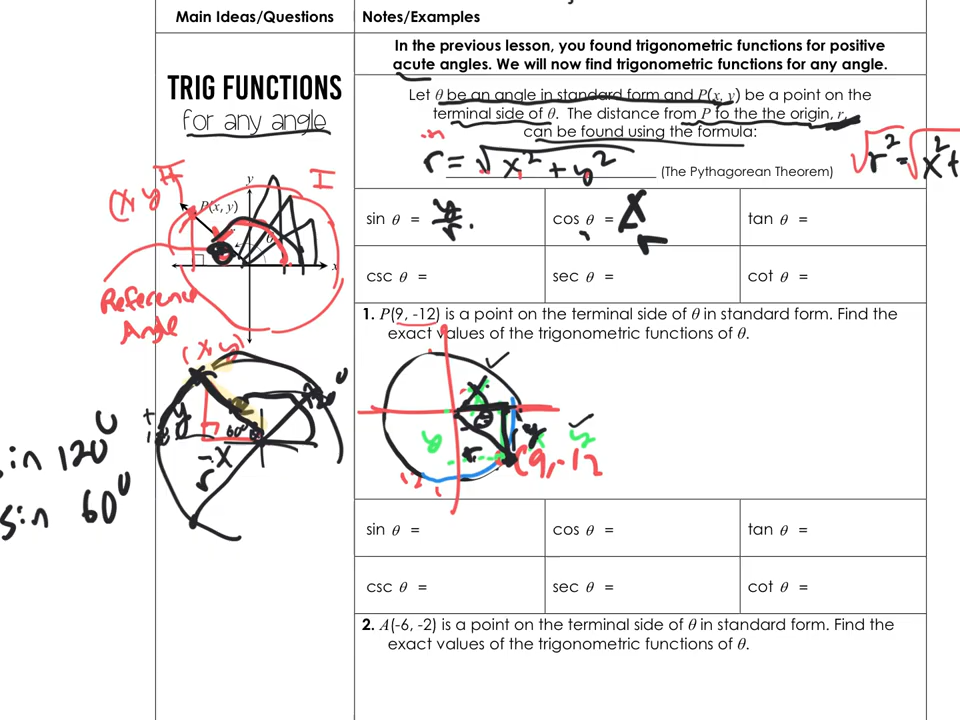 Main Ideas/Questions
Notes/Examples
TRIG FUNCTIONS
for any angle
In the previous lesson, you found trigonometric functions for positive
acute angles. We will now find trigonometric functions for any angle.
Let θ be an angle in standard form and P(x, y) be a point on the
terminal side of θ. The distance from P to the the origin, r,
can be found using the formula:
r = √x² + y²
(The Pythagorean Theorem)
√r² = √x² +
I
II
(x, y)
P(x, y)
y
r
θ
x
Reference
Angle
sin θ = y/r
cos θ = x/r
tan θ =
csc θ =
sec θ =
cot θ =
1. P(9, -12) is a point on the terminal side of θ in standard form. Find the
exact values of the trigonometric functions of θ.
(x, y)
y
60°
-x
r
in 120°
sin 60°
x
θ
y
r
y
x
(9, -12
sin θ =
cos θ =
tan θ =
csc θ =
sec θ =
cot θ =
2. A(-6, -2) is a point on the terminal side of θ in standard form. Find the
exact values of the trigonometric functions of θ.